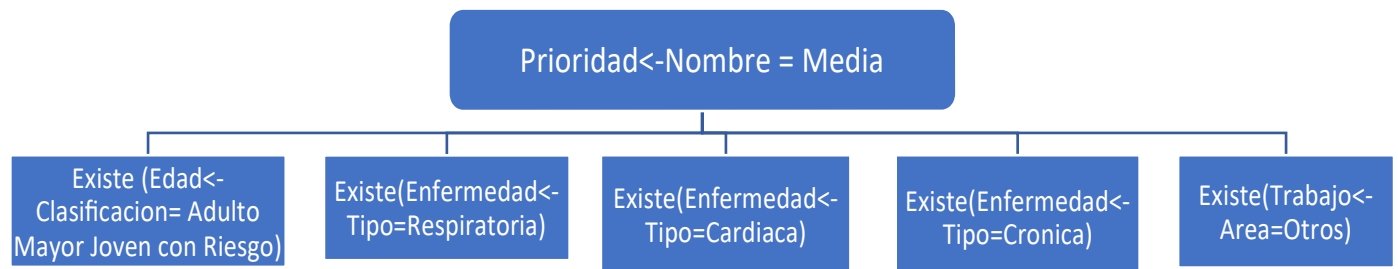 Prioridad<-Nombre = Media
Existe (Edad<-
Clasificacion= Adulto
Mayor Joven con Riesgo)
Existe(Enfermedad<-
Tipo=Respiratoria)
Existe(Enfermedad<-
Tipo=Cardiaca)
Existe(Enfermedad<-
Tipo=Cronica)
Existe(Trabajo<-
Area=Otros)